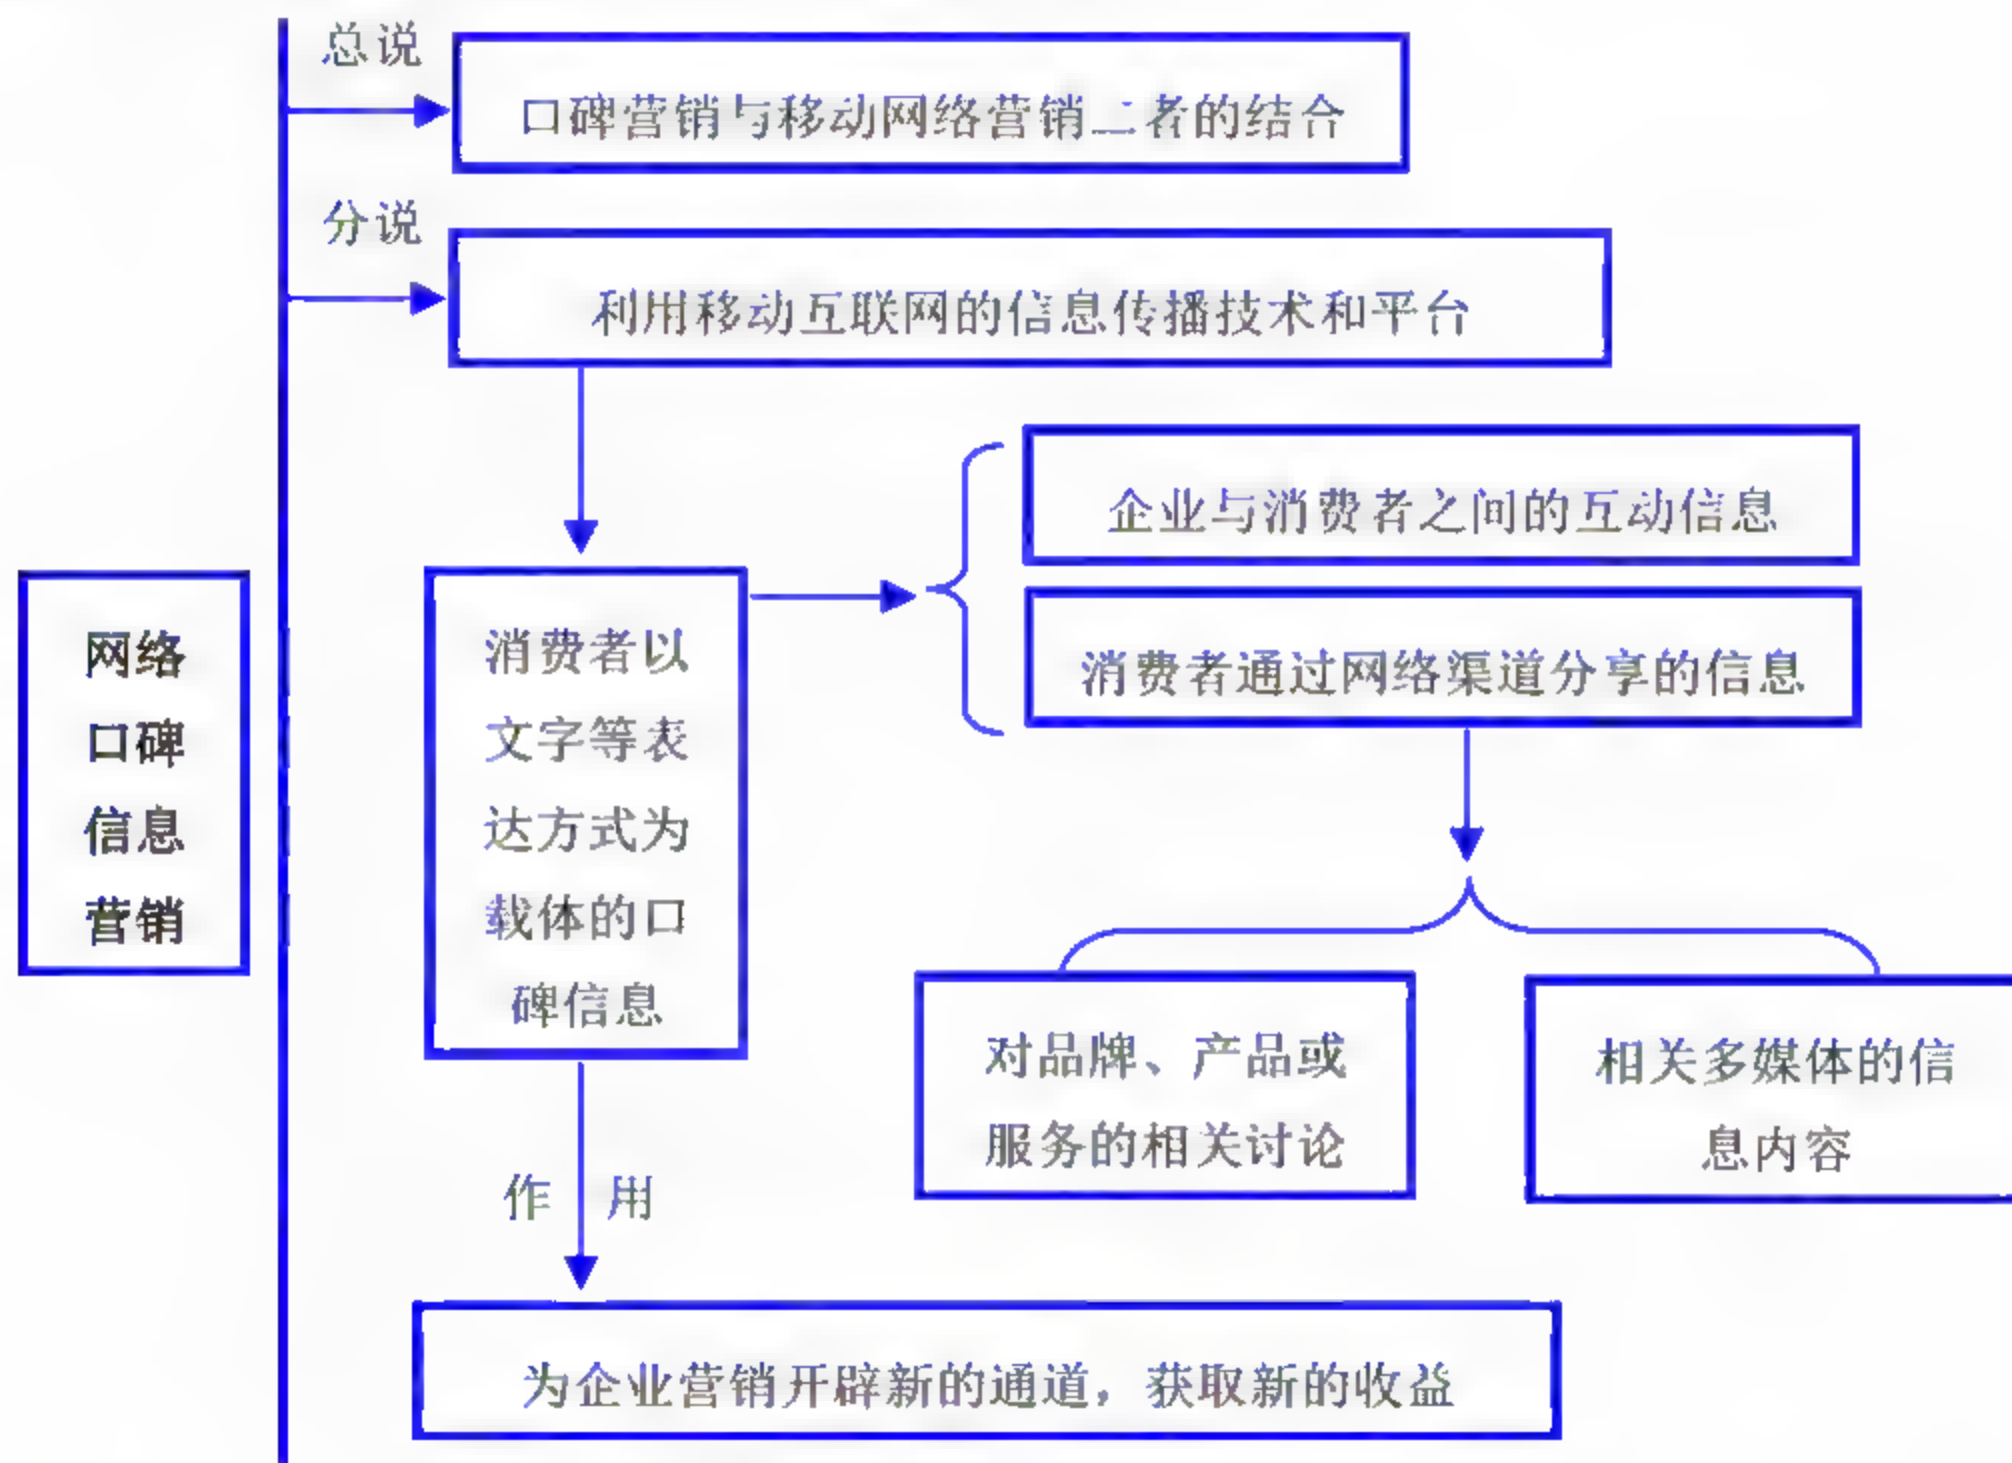 总说
口碑营销与移动网络营销二者的结合
分说
利用移动互联网的信息传播技术和平台
企业与消费者之间的互动信息
消费者通过网络渠道分享的信息
网络
口碑
信息
营销
消费者以
文字等表
达方式为
载体的口
碑信息
对品牌、产品或
服务的相关讨论
相关多媒体的信
息内容
作用
为企业营销开辟新的通道，获取新的收益